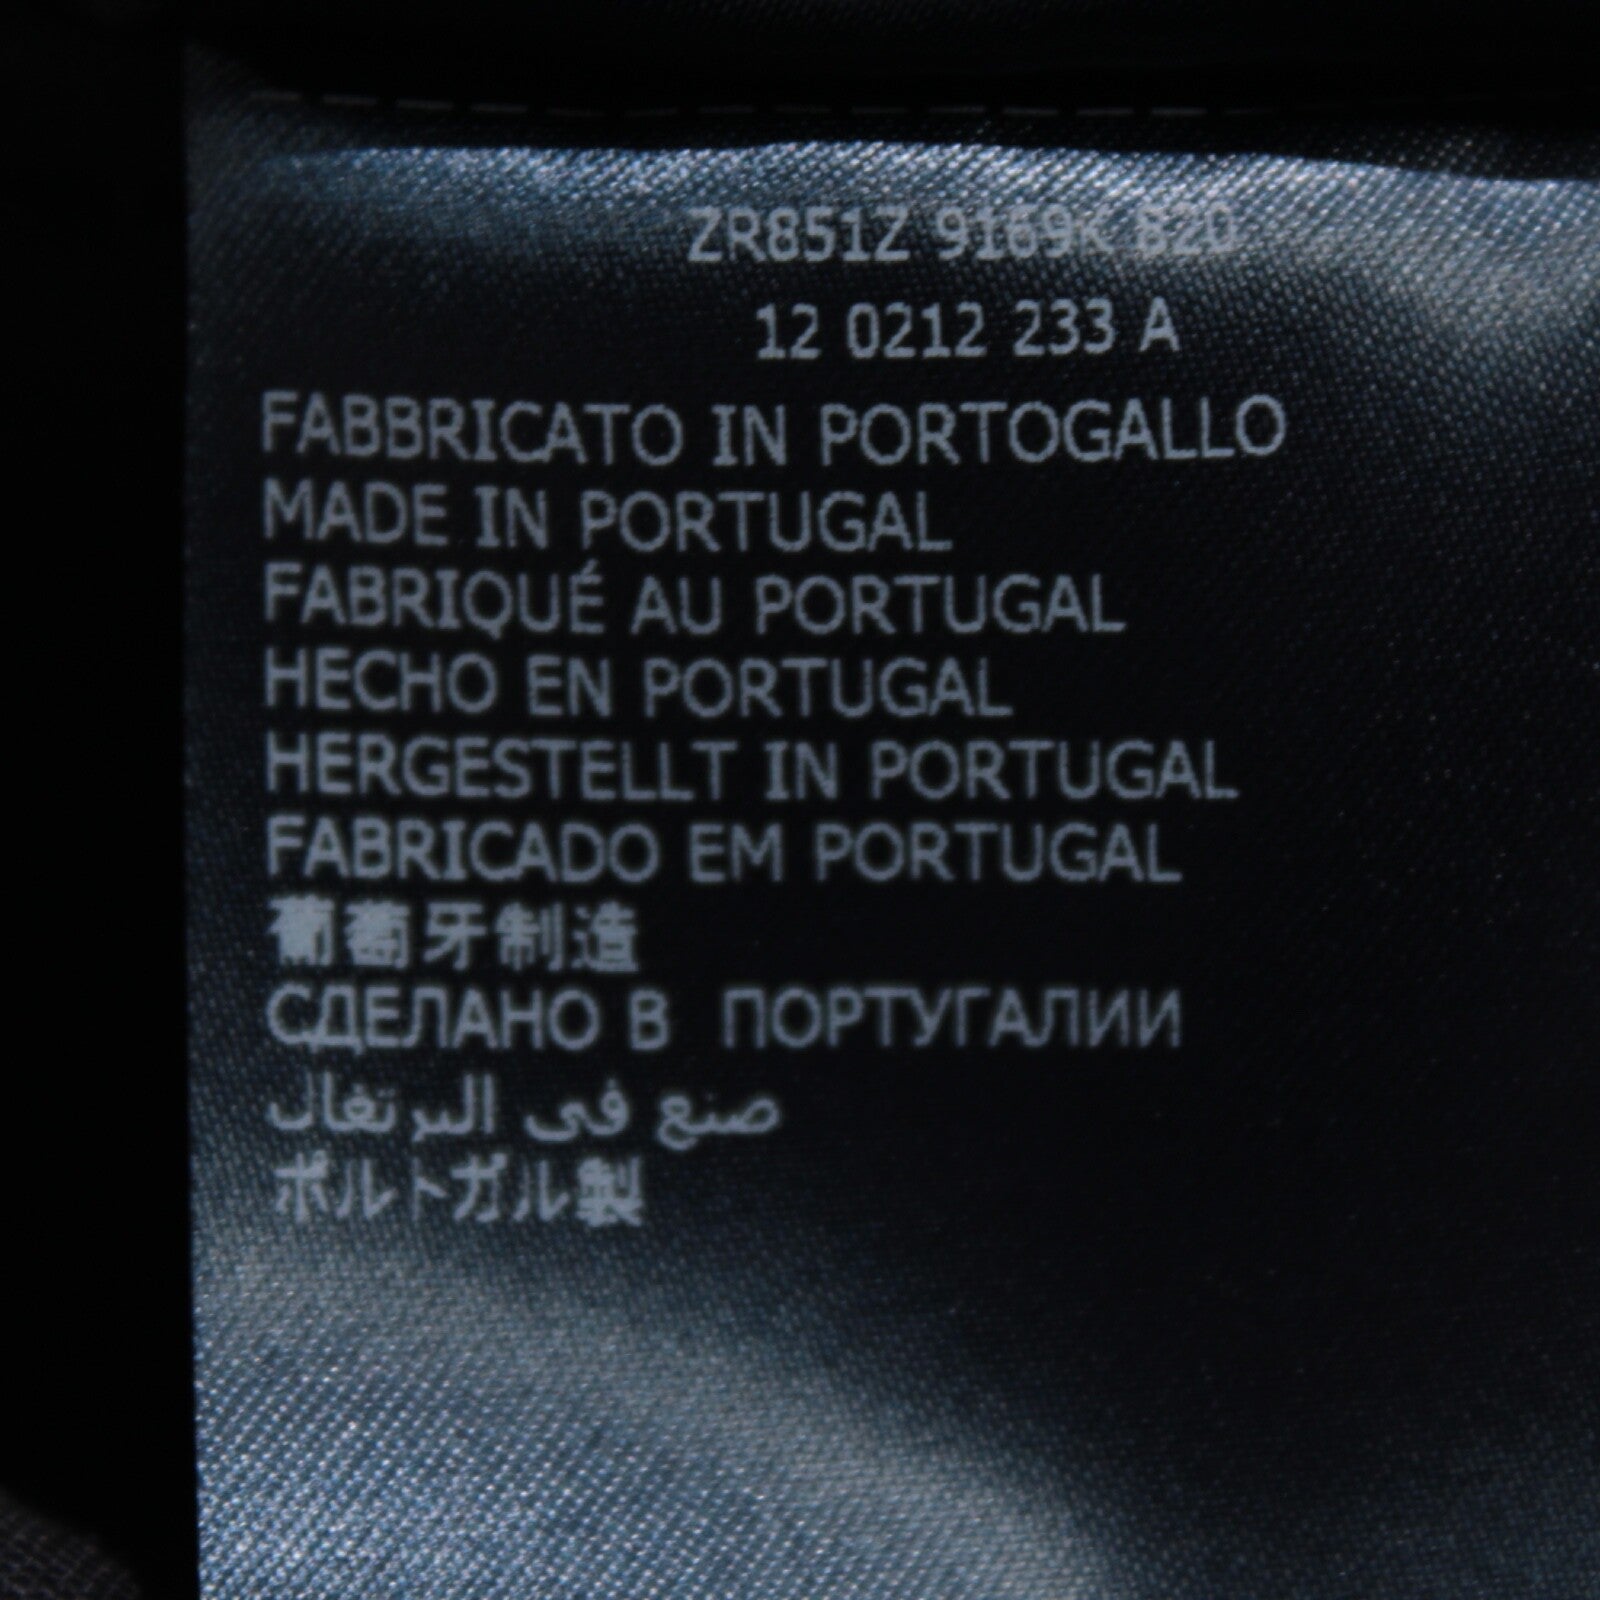 ZR851Z 9169K 820
12 0212 233 A
FABBRICATO IN PORTOGALLO
MADE IN PORTUGAL
FABRIQUÉ AU PORTUGAL
HECHO EN PORTUGAL
HERGESTELLT IN PORTUGAL
FABRICADO EM PORTUGAL
葡萄牙制造
СДЕЛАНО В ПОРТУГАЛИИ
صنع في البرتغال
ポルトガル製